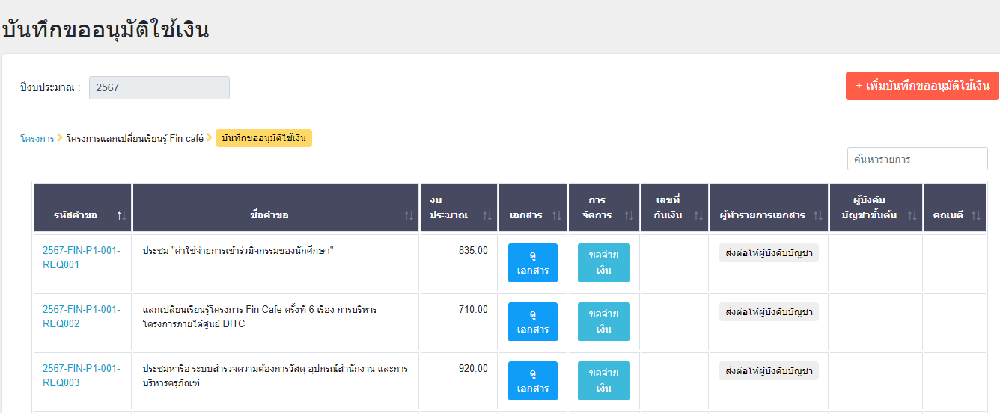 บันทึกขออนุมัติใช้เงิน
ปีงบประมาณ : 2567
+ เพิ่มบันทึกขออนุมัติใช้เงิน
โครงการ > โครงการแลกเปลี่ยนเรียนรู้ Fin café > บันทึกขออนุมัติใช้เงิน
ค้นหารายการ
รหัสคำขอ
ชื่อคำขอ
งบ
ประมาณ
เอกสาร
การ
จัดการ
เลขที่
กันเงิน
ผู้ทำรายการเอกสาร
ผู้บังคับ
บัญชาขั้นต้น
คณบดี
2567-FIN-P1-001-
REQ001
ประชุม "ค่าใช้จ่ายการเข้าร่วมิจกรรมของนักศึกษา"
835.00
ดู
เอกสาร
ขอจ่าย
เงิน
ส่งต่อให้ผู้บังคับบัญชา
2567-FIN-P1-001-
REQ002
แลกเปลี่ยนเรียนรู้โครงการ Fin Cafe ครั้งที่ 6 เรื่อง การบริหาร
โครงการภายใต้ศูนย์ DITC
710.00
ดู
เอกสาร
ขอจ่าย
เงิน
ส่งต่อให้ผู้บังคับบัญชา
2567-FIN-P1-001-
REQ003
ประชุมหารือ ระบบสำรวจความต้องการวัสดุ อุปกรณ์สำนักงาน และการ
บริหารครุภัณฑ์
920.00
ดู
เอกสาร
ขอจ่าย
เงิน
ส่งต่อให้ผู้บังคับบัญชา